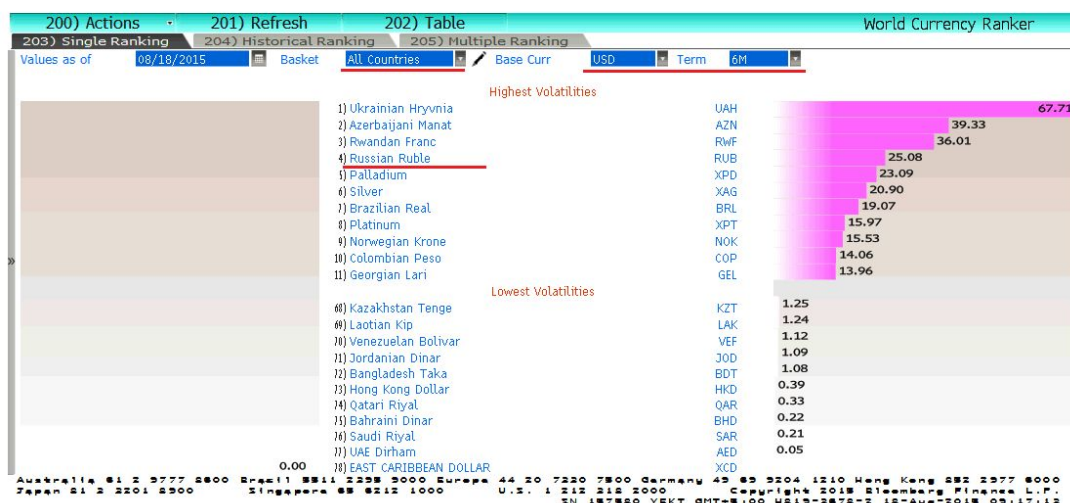 200) Actions 201) Refresh 202) Table World Currency Ranker
203) Single Ranking 204) Historical Ranking 205) Multiple Ranking
Values as of 08/18/2015 Basket All Countries Base Curr USD Term 6M
Highest Volatilities
1) Ukrainian Hryvnia UAH 67.71
2) Azerbaijani Manat AZN 39.33
3) Rwandan Franc RWF 36.01
4) Russian Ruble RUB 25.08
5) Palladium XPD 23.09
6) Silver XAG 20.90
7) Brazilian Real BRL 19.07
8) Platinum XPT 15.97
9) Norwegian Krone NOK 15.53
10) Colombian Peso COP 14.06
11) Georgian Lari GEL 13.96
Lowest Volatilities
68) Kazakhstan Tenge KZT 1.25
69) Laotian Kip LAK 1.24
70) Venezuelan Bolivar VEF 1.12
71) Jordanian Dinar JOD 1.09
72) Bangladesh Taka BDT 1.08
73) Hong Kong Dollar HKD 0.39
74) Qatari Riyal QAR 0.33
75) Bahraini Dinar BHD 0.22
76) Saudi Riyal SAR 0.21
77) UAE Dirham AED 0.05
0.00 78) EAST CARIBBEAN DOLLAR XCD
Australia 61 2 9777 8600 Brazil 5511 2395 9000 Europe 44 20 7330 7500 Germany 49 69 9204 1210 Hong Kong 852 2977 6000
Japan 81 3 3201 8900 Singapore 65 6212 1000 U.S. 1 212 318 2000 Copyright 2015 Bloomberg Finance L.P.
SN YEKT GMT+5:00 18-Aug-2015